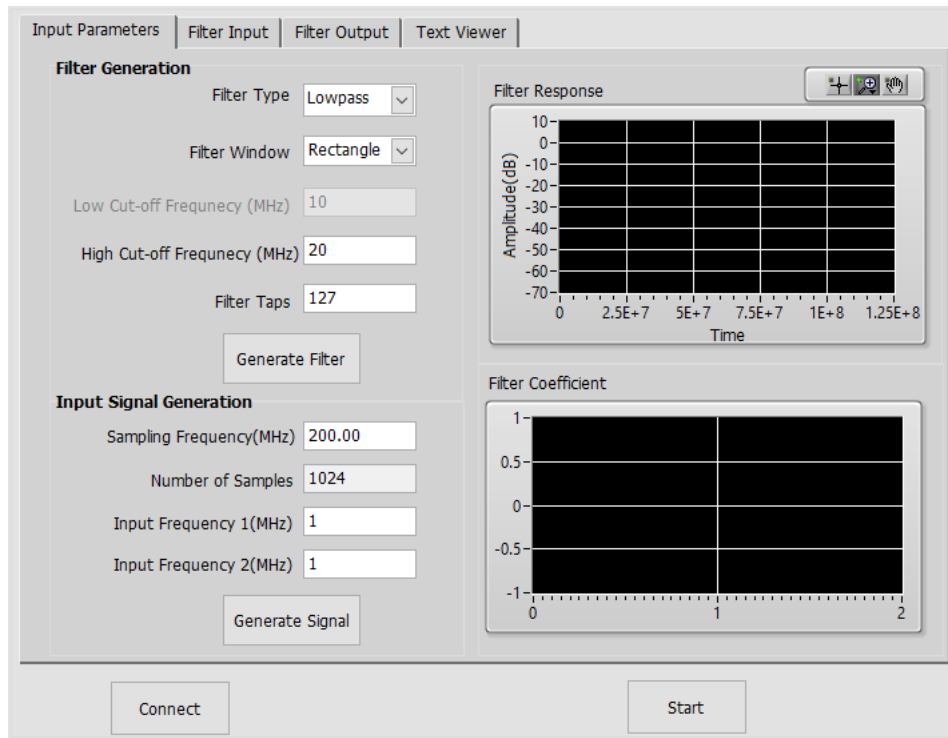 Input Parameters
Filter Input
Filter Output
Text Viewer
Filter Generation
Filter Type Lowpass
Filter Window Rectangle
Low Cut-off Frequnecy (MHz) 10
High Cut-off Frequnecy (MHz) 20
Filter Taps 127
Generate Filter
Input Signal Generation
Sampling Frequency(MHz) 200.00
Number of Samples 1024
Input Frequency 1(MHz) 1
Input Frequency 2(MHz) 1
Generate Signal
Filter Response
Amplitude(dB)
10
0
-10
-20
-30
-40
-50
-60
-70
0 2.5E+7 5E+7 7.5E+7 1E+8 1.25E+8
Time
Filter Coefficient
1
0.5
0
-0.5
-1
0 1 2
Connect
Start